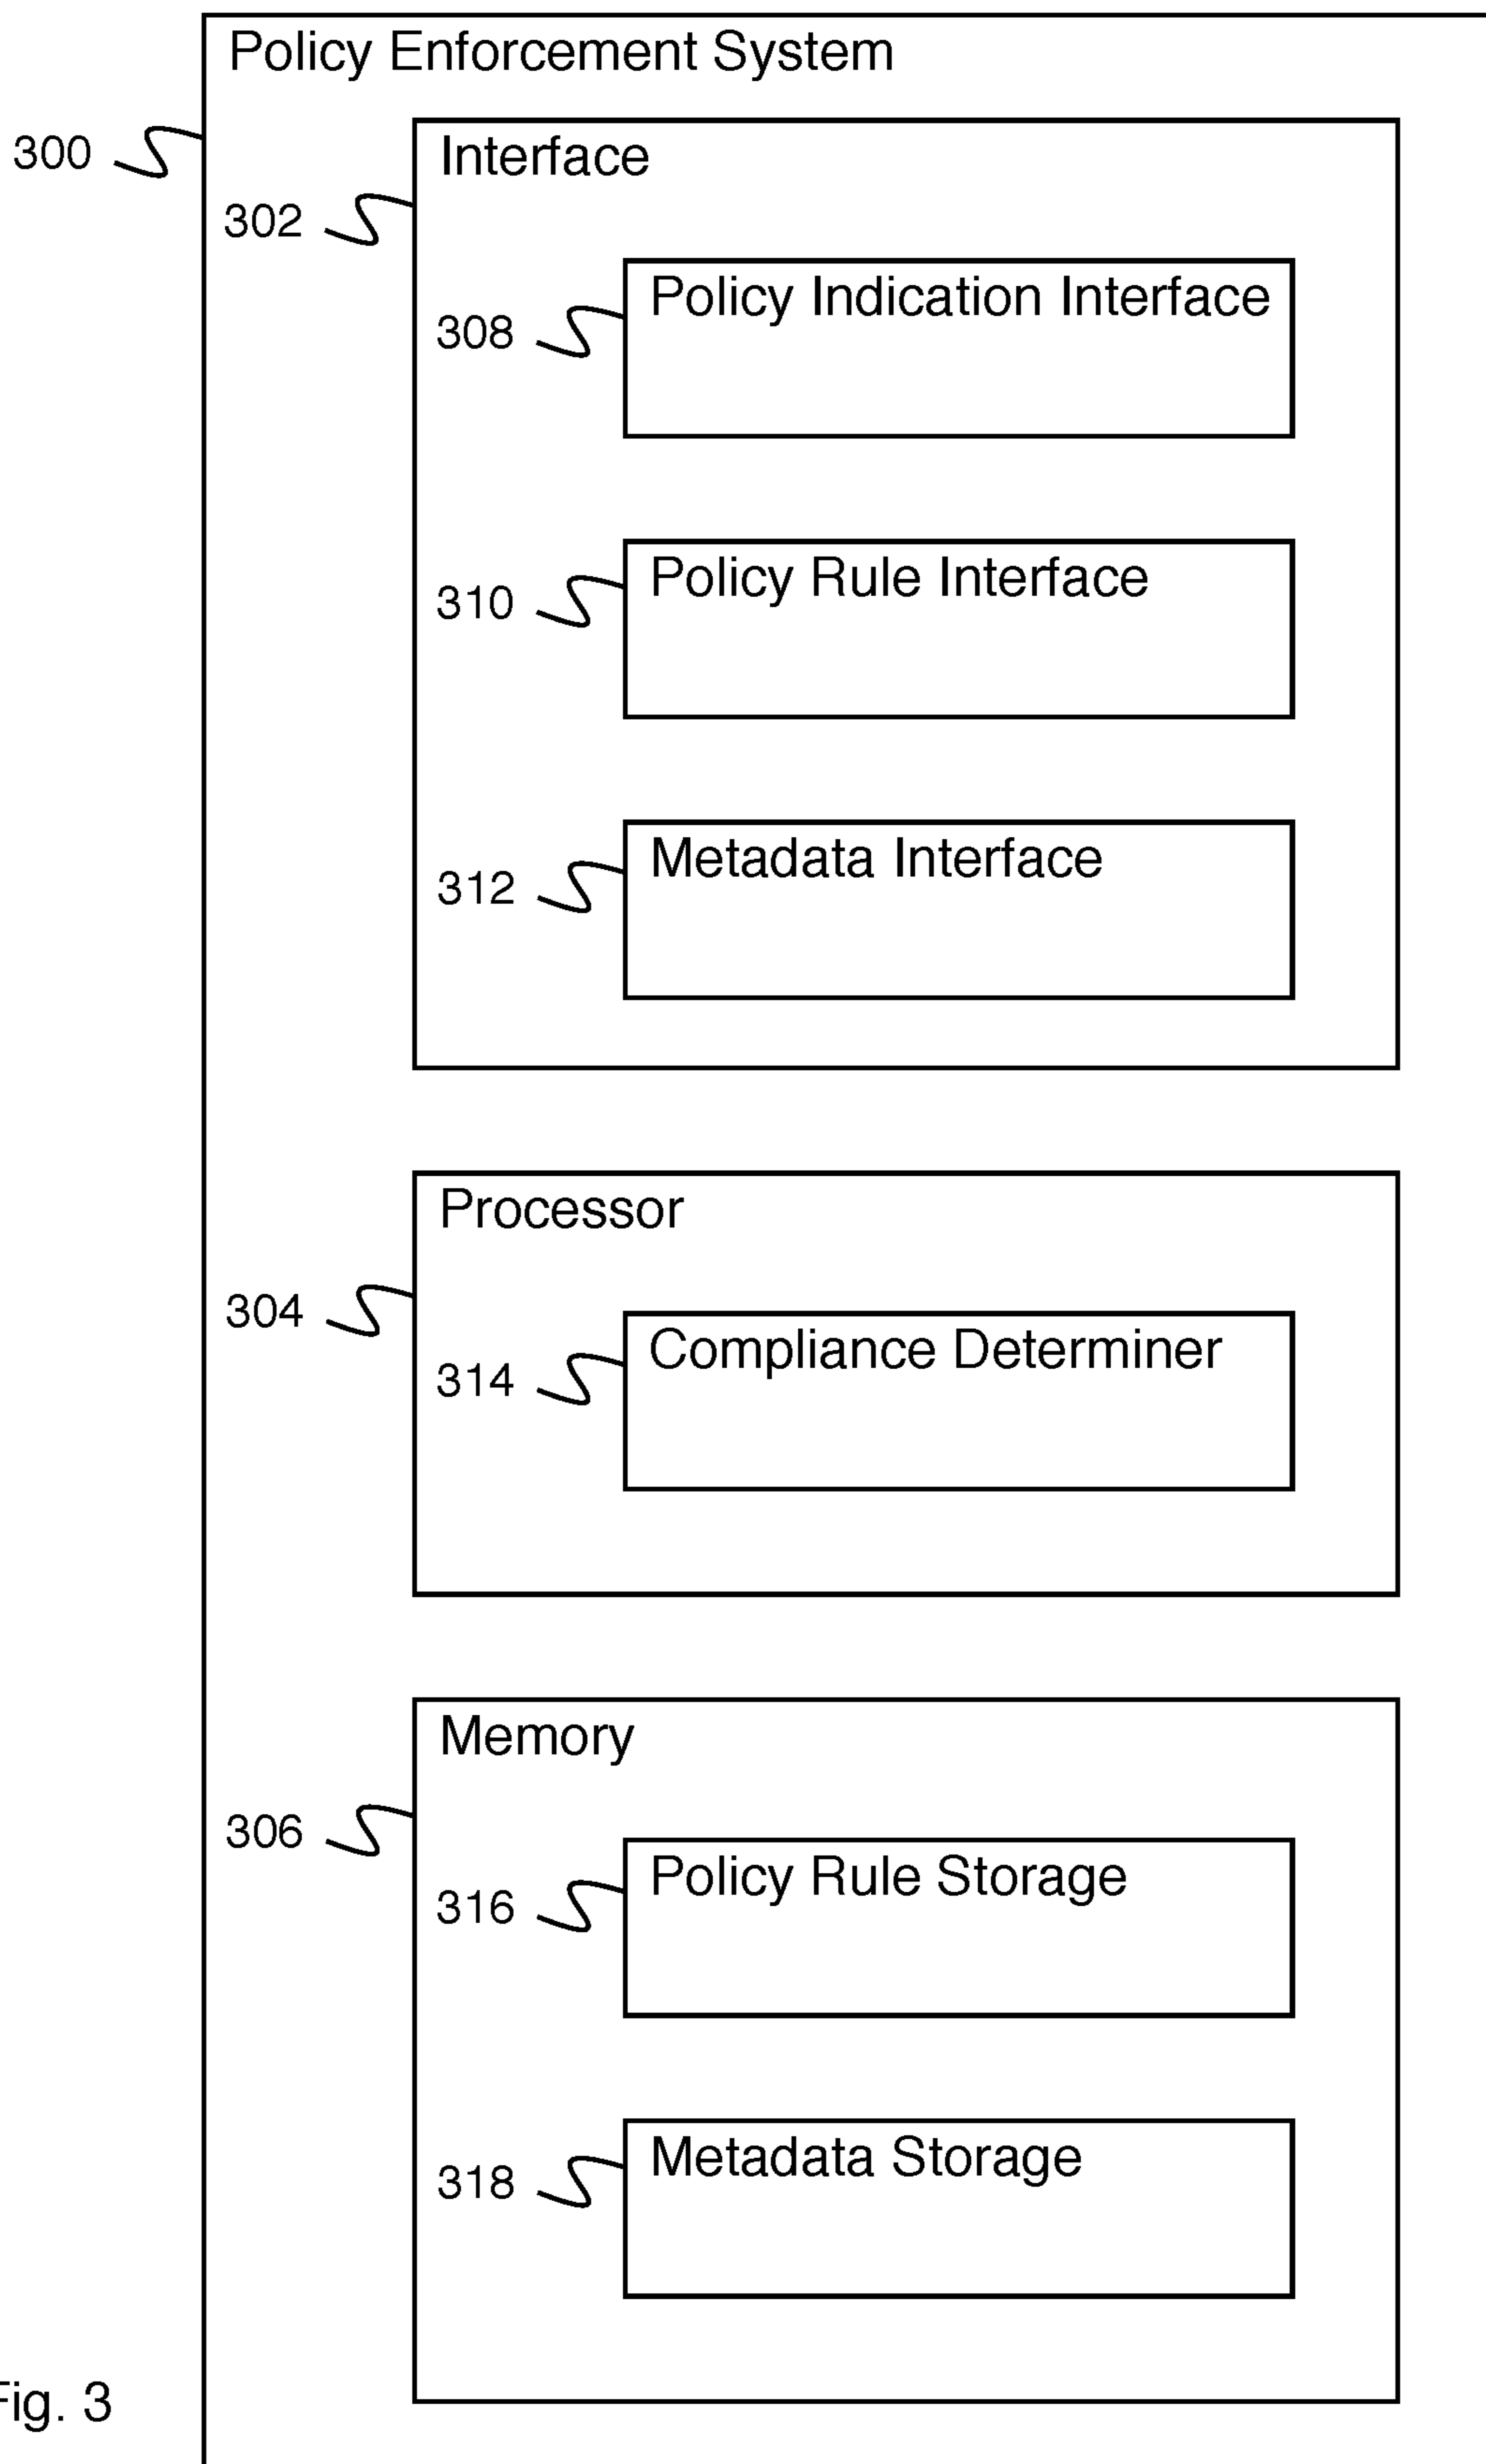 Policy Enforcement System
300
Interface
302
Policy Indication Interface
308
Policy Rule Interface
310
Metadata Interface
312
Processor
304
Compliance Determiner
314
Memory
306
Policy Rule Storage
316
Metadata Storage
318
Fig. 3